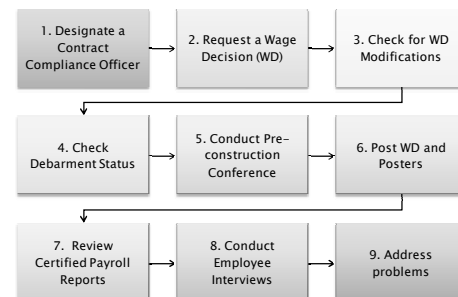 1. Designate a
Contract
Compliance Officer
2. Request a Wage
Decision (WD)
3. Check for WD
Modifications
4. Check
Debarment Status
5. Conduct Pre-
construction
Conference
6. Post WD and
Posters
7. Review
Certified Payroll
Reports
8. Conduct
Employee
Interviews
9. Address
problems